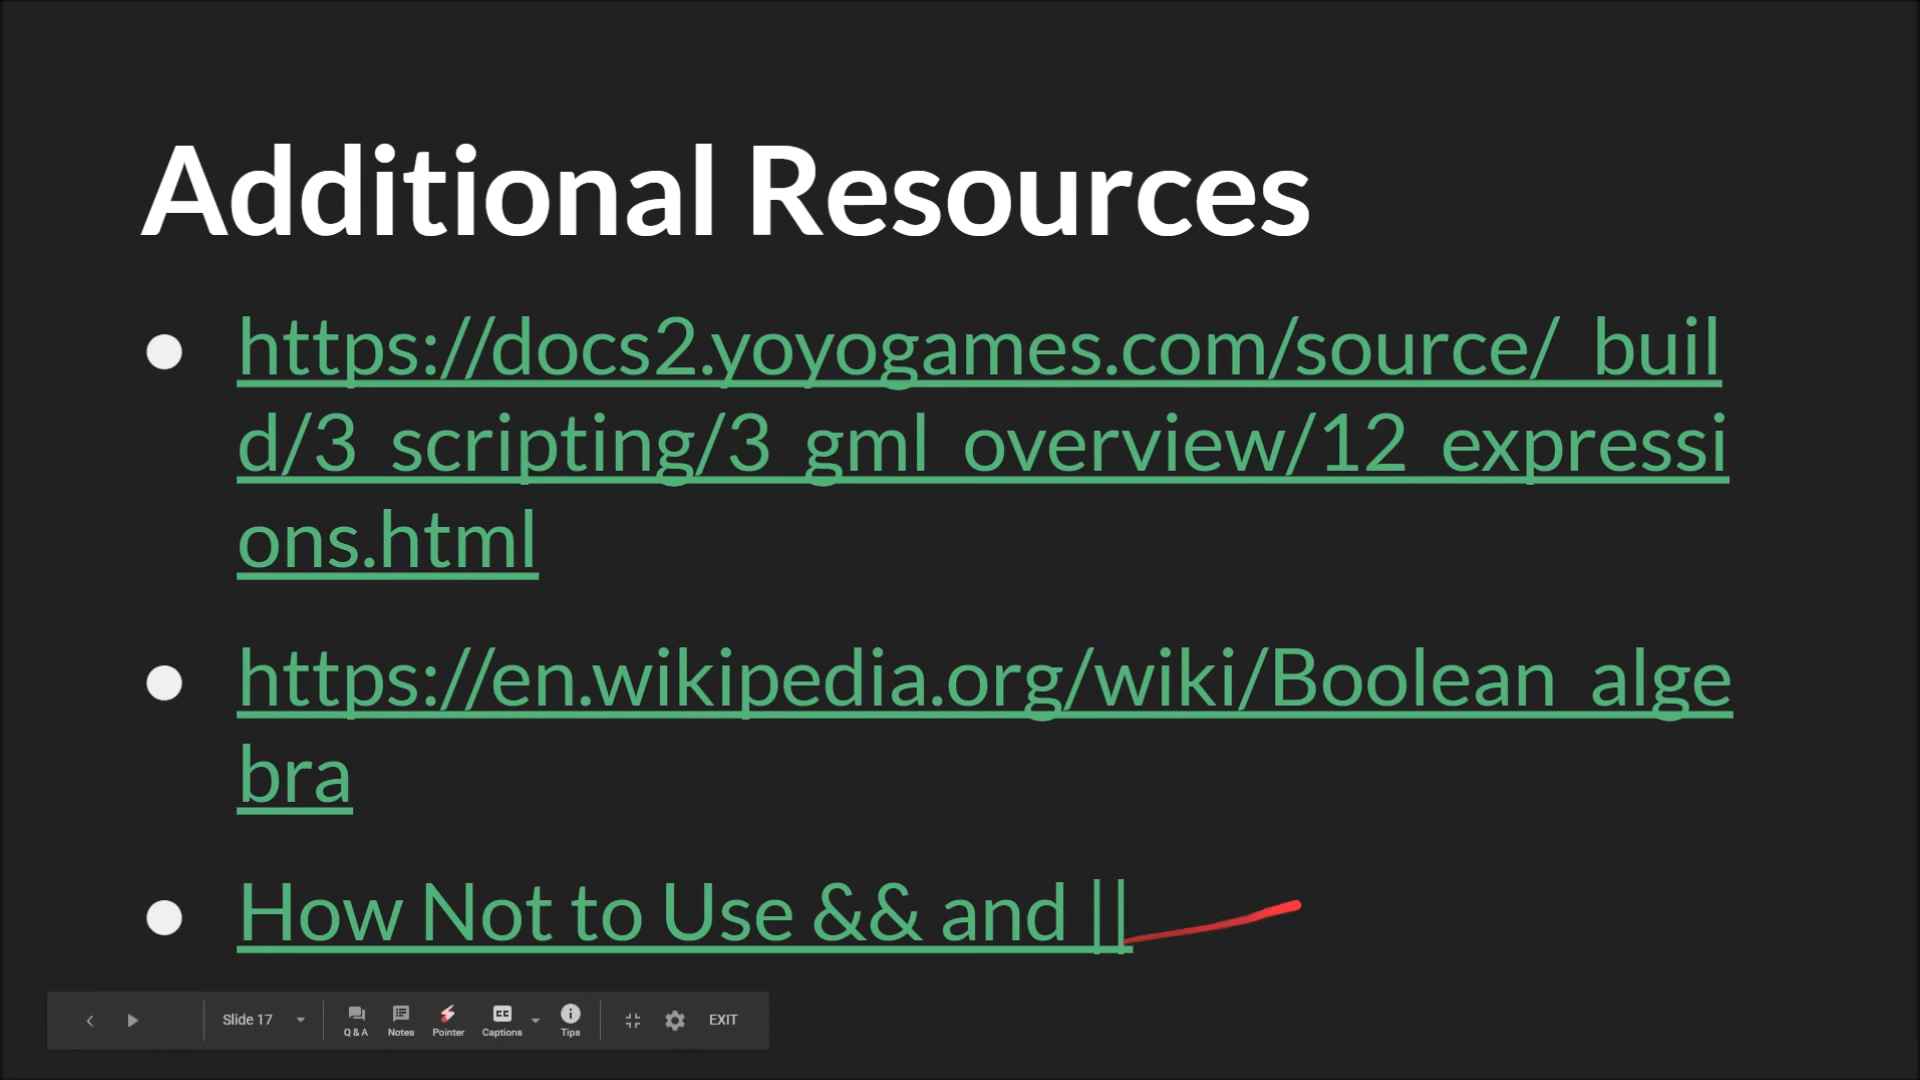 Additional Resources
● https://docs2.yoyogames.com/source/_buil
d/3_scripting/3_gml_overview/12_expressi
ons.html
● https://en.wikipedia.org/wiki/Boolean_alge
bra
● How Not to Use && and ||
Slide 17
Q & A Notes Pointer CC Captions Tips EXIT